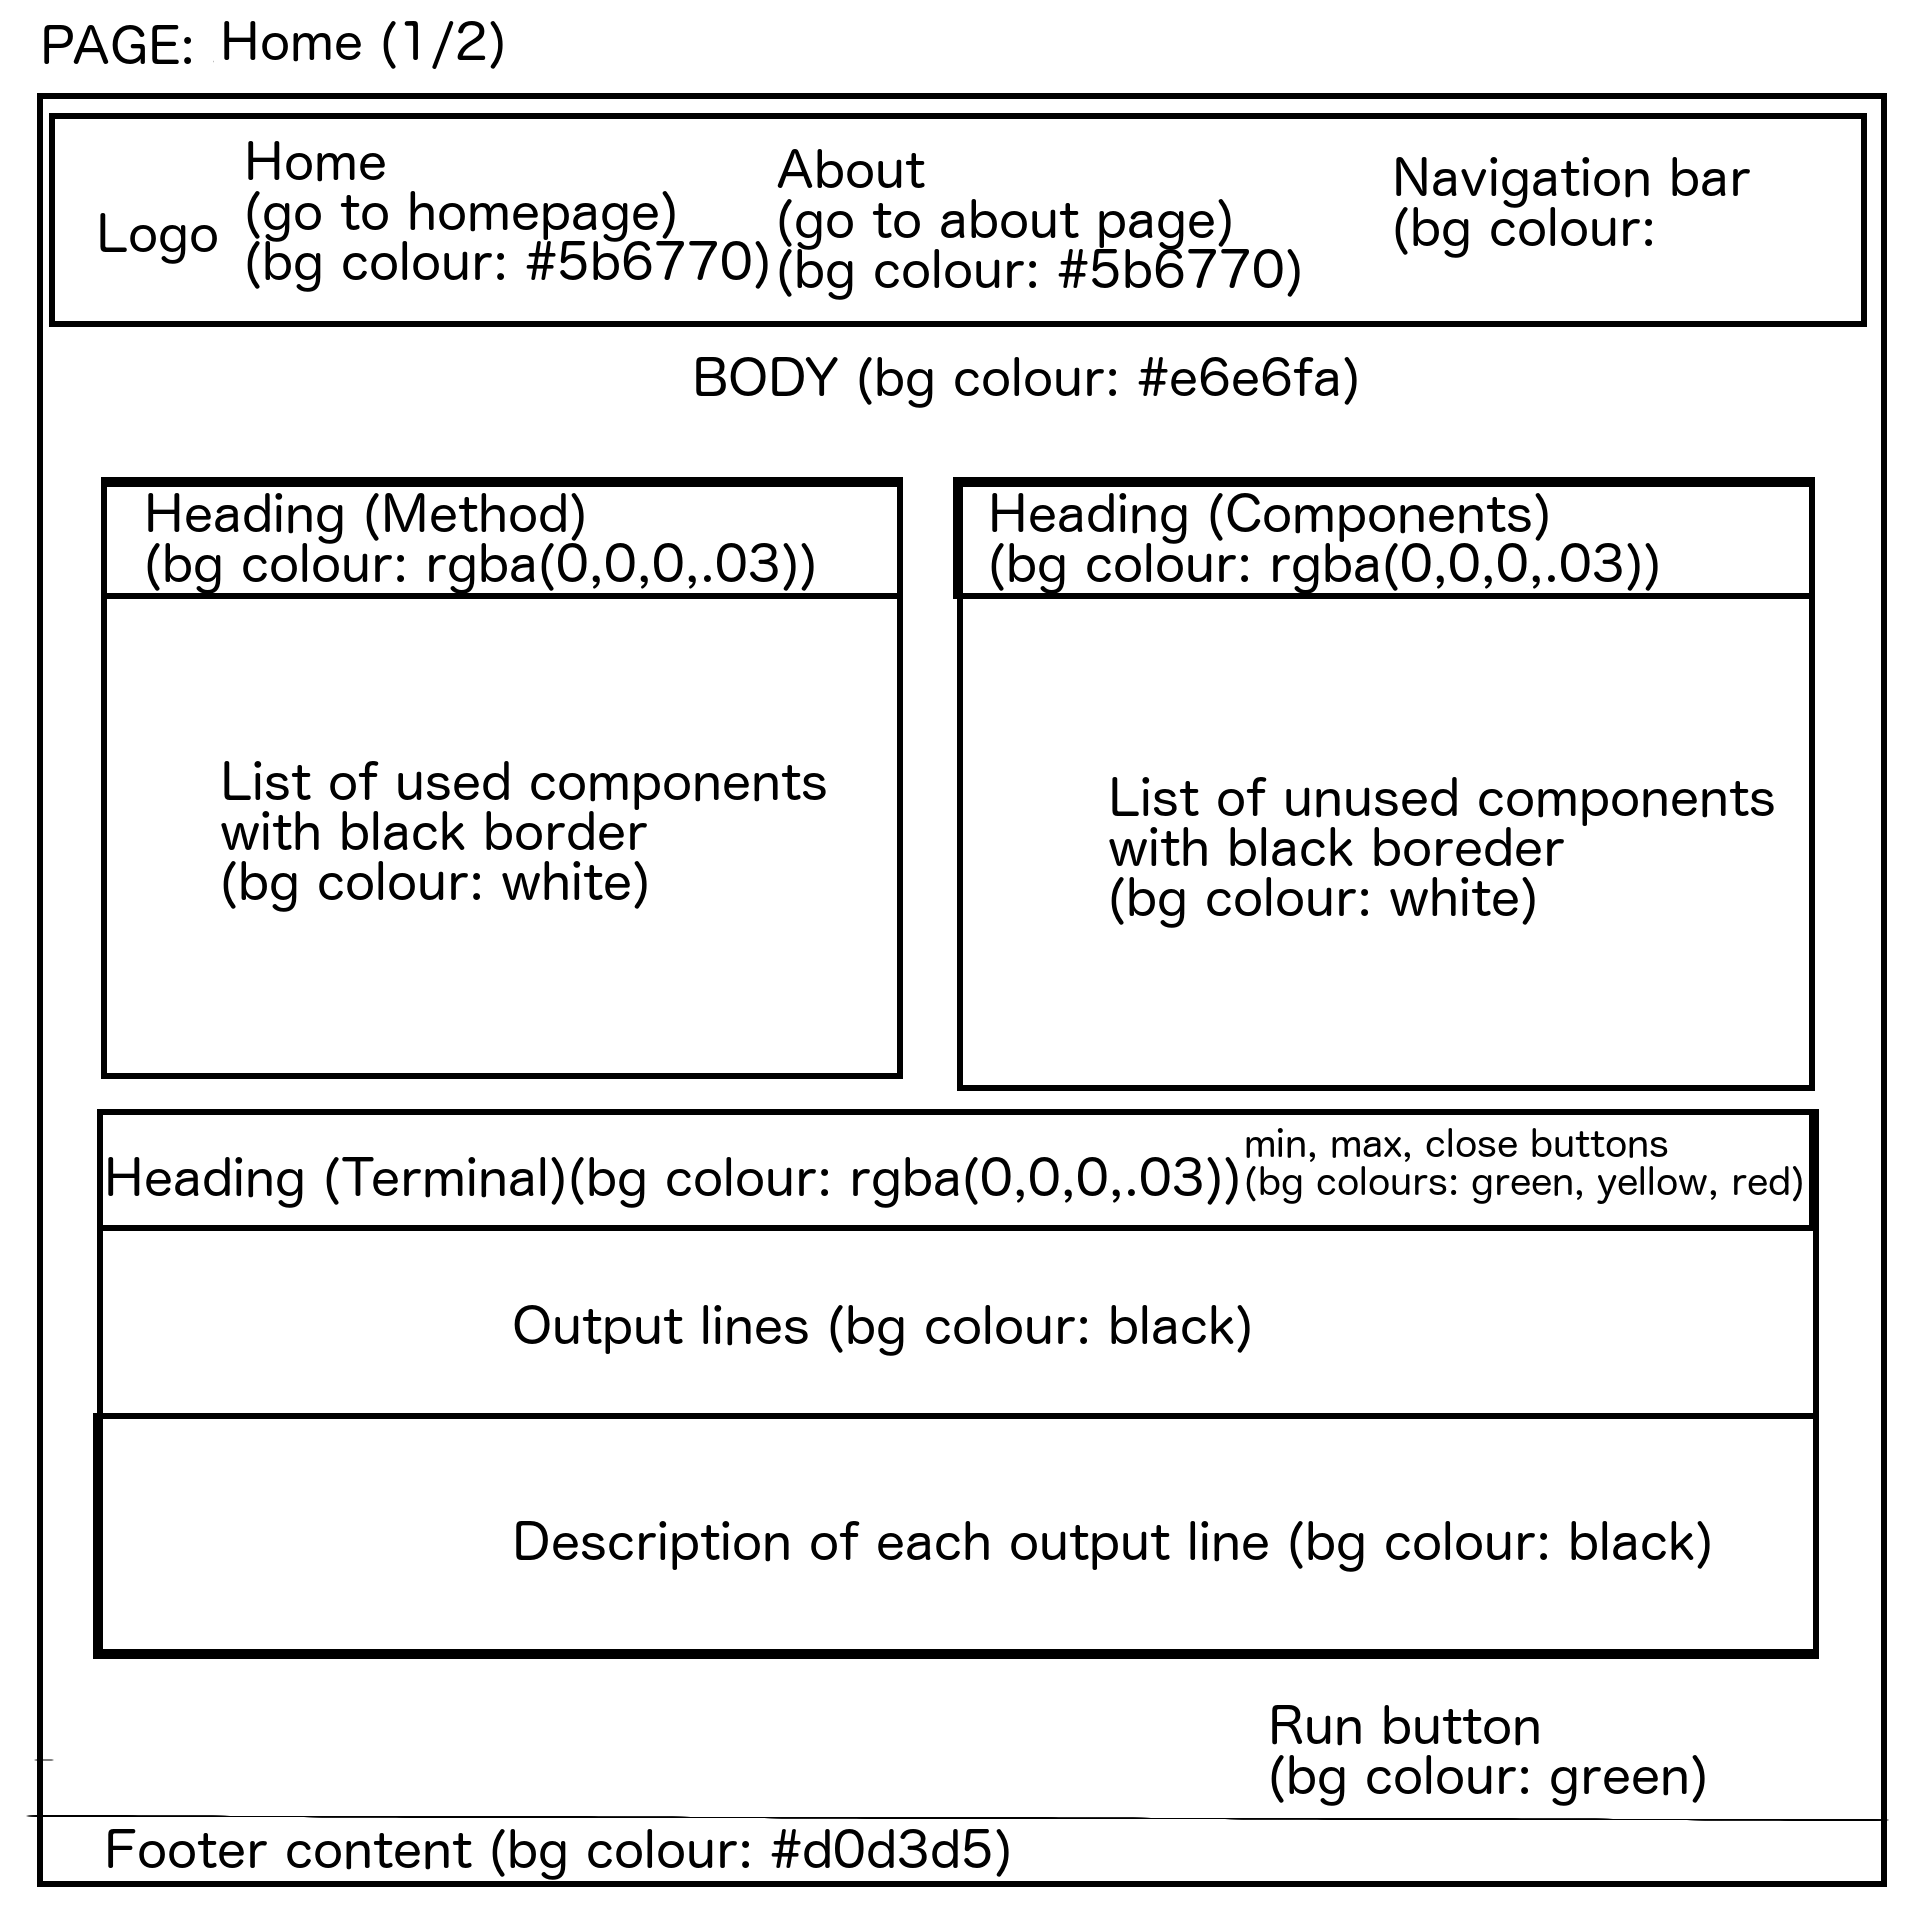 PAGE: Home (1/2)
Logo
Home
(go to homepage)
(bg colour: #5b6770)
About
(go to about page)
(bg colour: #5b6770)
Navigation bar
(bg colour:
BODY (bg colour: #e6e6fa)
Heading (Method)
(bg colour: rgba(0,0,0,.03))
Heading (Components)
(bg colour: rgba(0,0,0,.03))
List of used components
with black border
(bg colour: white)
List of unused components
with black boreder
(bg colour: white)
Heading (Terminal)(bg colour: rgba(0,0,0,.03))
min, max, close buttons
(bg colours: green, yellow, red)
Output lines (bg colour: black)
Description of each output line (bg colour: black)
Run button
(bg colour: green)
Footer content (bg colour: #d0d3d5)